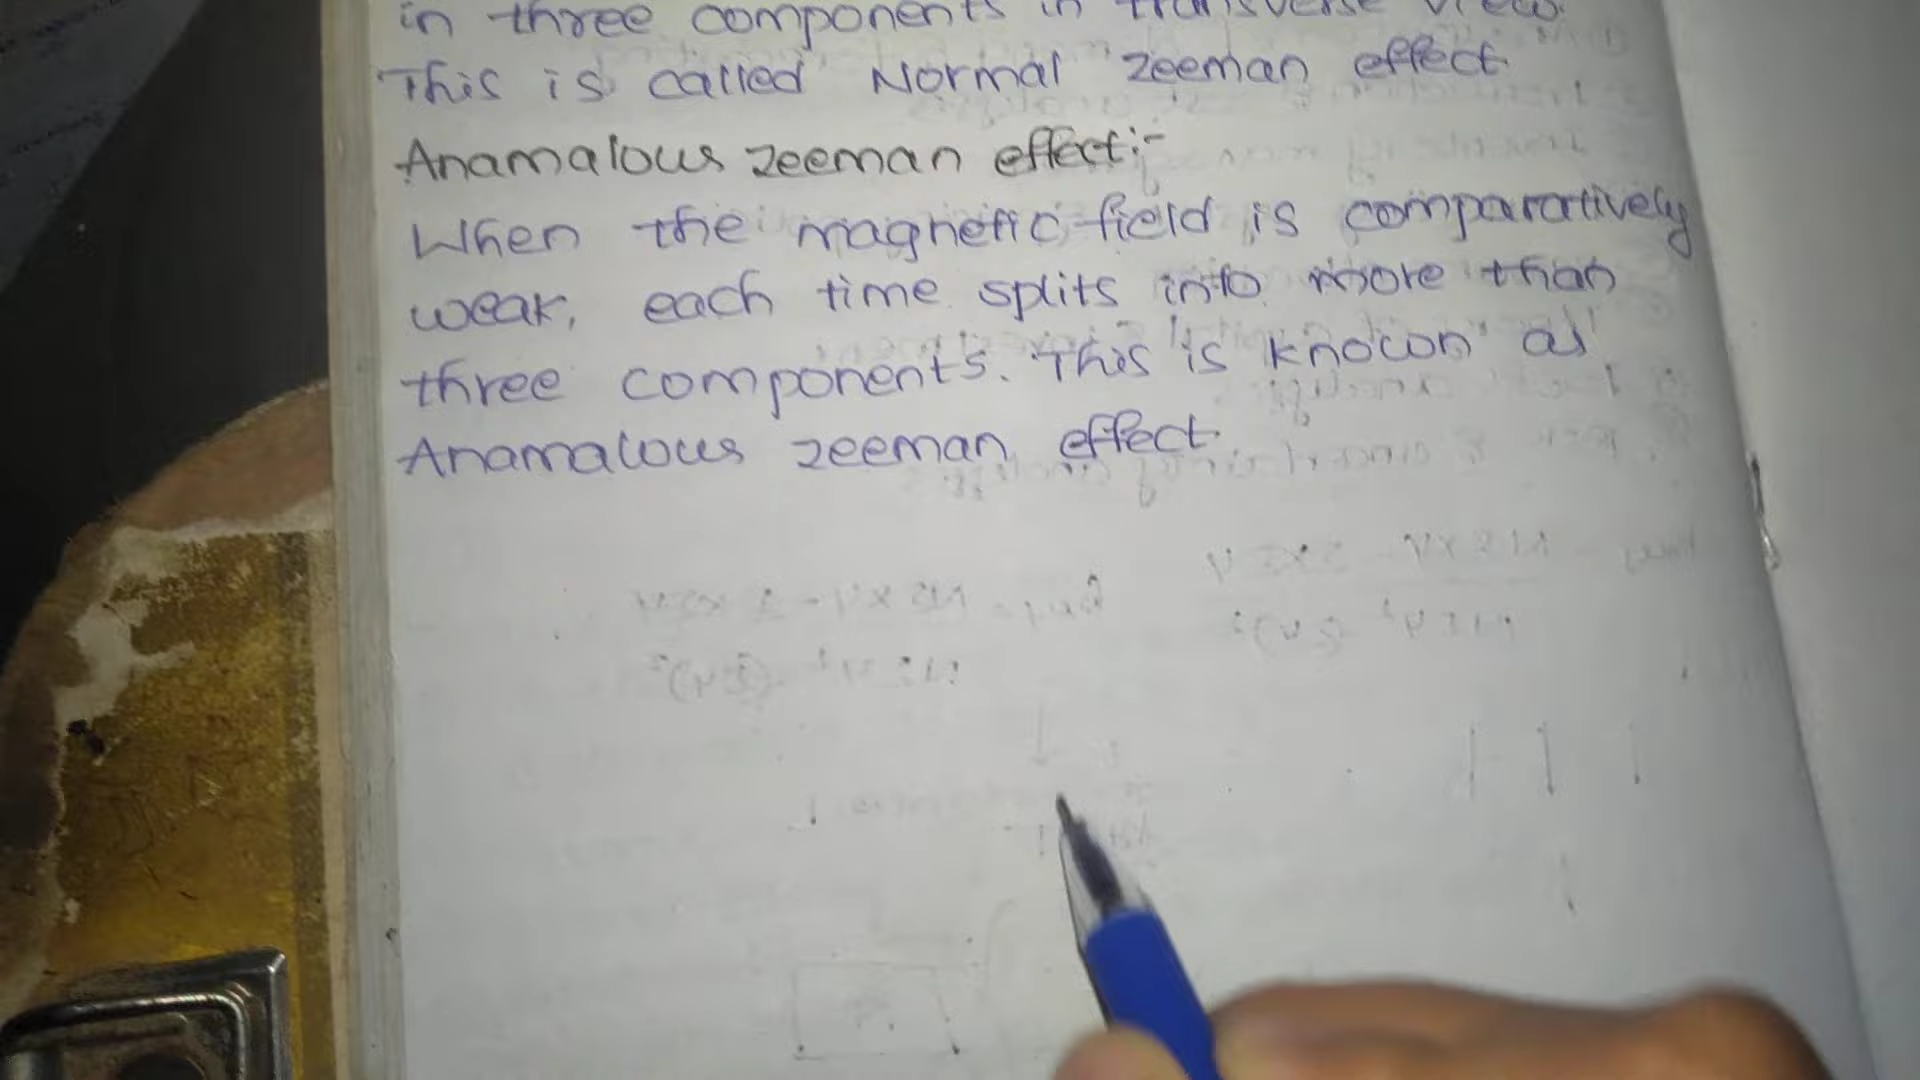 in three components in transverse view.
This is called Normal zeeman effect.
Anamalous zeeman effect:-
When the magnetic field is comparatively
weak, each time splits into more than
three components. This is known as
Anamalous zeeman effect.